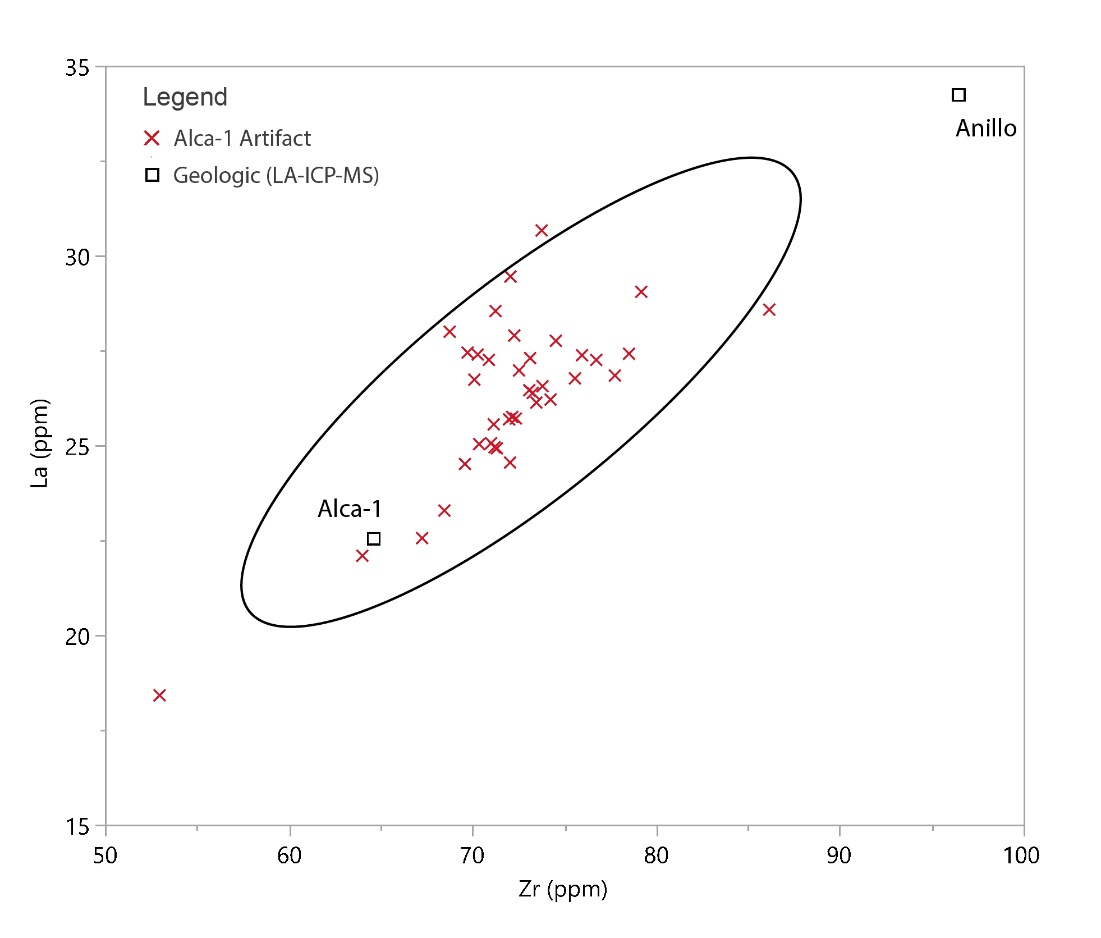 35
Legend
Alca-1 Artifact
Geologic (LA-ICP-MS)
Anillo
30
25
Alca-1
20
15
La (ppm)
50 60 70 80 90 100
Zr (ppm)